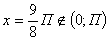 x = 9/8 П ∉ (0; П)